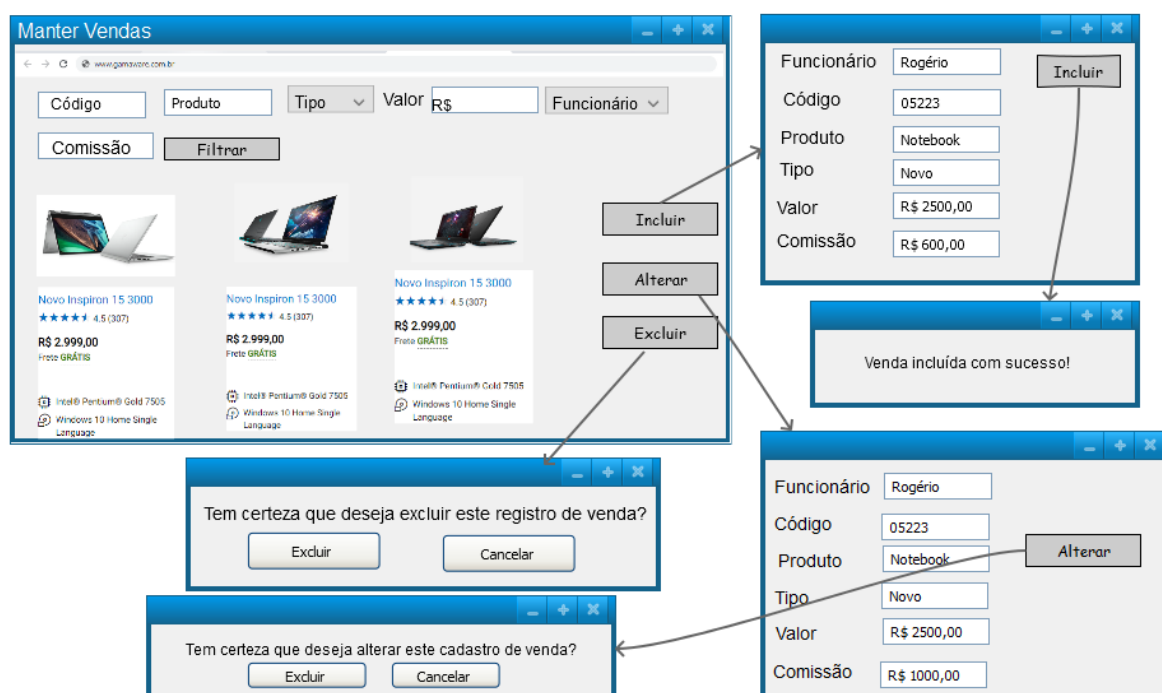 Manter Vendas
www.gamaware.com.br
Código
Produto
Tipo
Valor
R$
Funcionário
Comissão
Filtrar
Novo Inspiron 15 3000
4.5 (307)
R$ 2.999,00
Frete GRÁTIS
Intel® Pentium® Gold 7505
Windows 10 Home Single
Language
Novo Inspiron 15 3000
4.5 (307)
R$ 2.999,00
Frete GRÁTIS
Intel® Pentium® Gold 7505
Windows 10 Home Single
Language
Novo Inspiron 15 3000
4.5 (307)
R$ 2.999,00
Frete GRÁTIS
Intel® Pentium® Gold 7505
Windows 10 Home Single
Language
Incluir
Alterar
Excluir
Funcionário Rogério
Código 05223
Produto Notebook
Tipo Novo
Valor R$ 2500,00
Comissão R$ 600,00
Incluir
Venda incluída com sucesso!
Tem certeza que deseja excluir este registro de venda?
Excluir Cancelar
Funcionário Rogério
Código 05223
Produto Notebook
Tipo Novo
Valor R$ 2500,00
Comissão R$ 1000,00
Alterar
Tem certeza que deseja alterar este cadastro de venda?
Excluir Cancelar